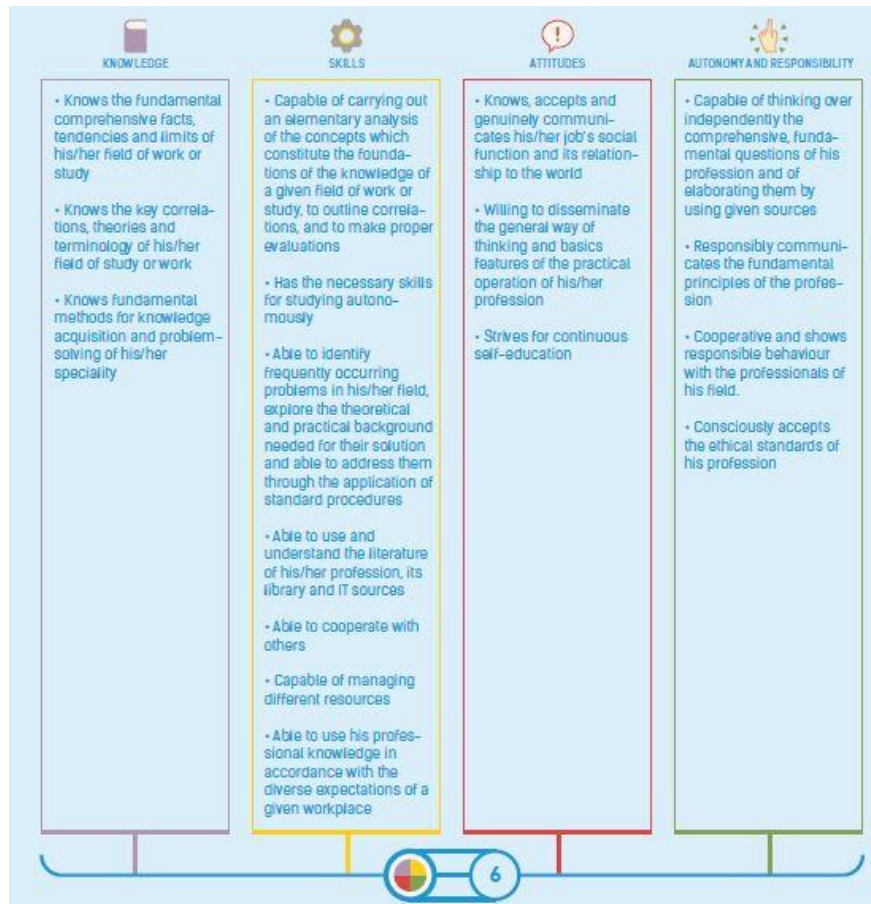 KNOWLEDGE
• Knows the fundamental
comprehensive facts,
tendencies and limits of
his/her field of work or
study
• Knows the key correla-
tions, theories and
terminology of his/her
field of study or work
• Knows fundamental
methods for knowledge
acquisition and problem-
solving of his/her
speciality
SKILLS
• Capable of carrying out
an elementary analysis
of the concepts which
constitute the founda-
tions of the knowledge of
a given field of work or
study, to outline correla-
tions, and to make proper
evaluations
• Has the necessary skills
for studying autono-
mously
• Able to identify
frequently occurring
problems in his/her field,
explore the theoretical
and practical background
needed for their solution
and able to address them
through the application of
standard procedures
• Able to use and
understand the literature
of his/her profession, its
library and IT sources
• Able to cooperate with
others
• Capable of managing
different resources
• Able to use his profes-
sional knowledge in
accordance with the
diverse expectations of a
given workplace
ATTITUDES
• Knows, accepts and
genuinely communi-
cates his/her job's social
function and its relation-
ship to the world
• Willing to disseminate
the general way of
thinking and basics
features of the practical
operation of his/her
profession
• Strives for continuous
self-education
AUTONOMY AND RESPONSIBILITY
• Capable of thinking over
independently the
comprehensive, funda-
mental questions of his
profession and of
elaborating them by
using given sources
• Responsibly communi-
cates the fundamental
principles of the profes-
sion
• Cooperative and shows
responsible behaviour
with the professionals of
his field.
• Consciously accepts
the ethical standards of
his profession
6